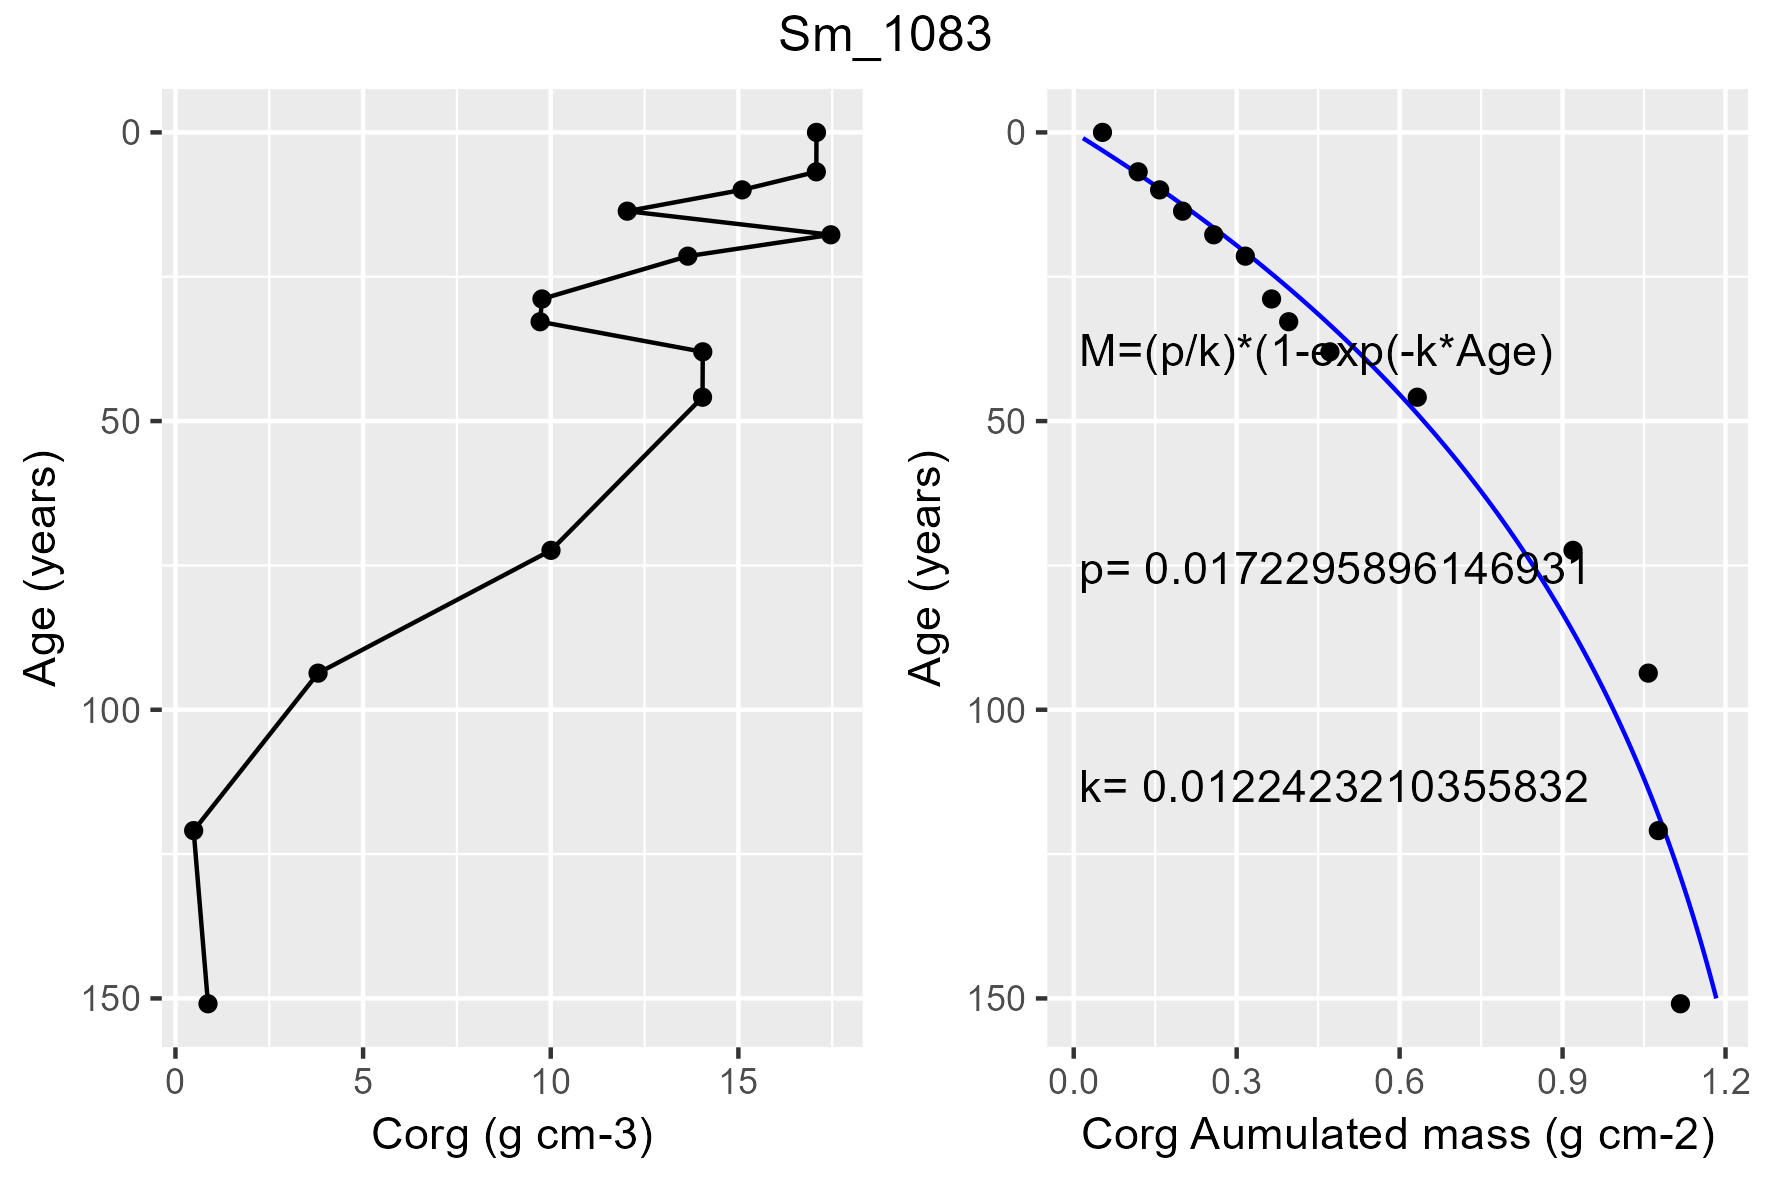 Sm_1083
0
50
100
150
Age (years)
0
5
10
15
Corg (g cm-3)
0
50
100
150
Age (years)
M=(p/k)*(1-exp(-k*Age)
p= 0.0172295896146931
k= 0.0122423210355832
0.0
0.3
0.6
0.9
1.2
Corg Aumulated mass (g cm-2)